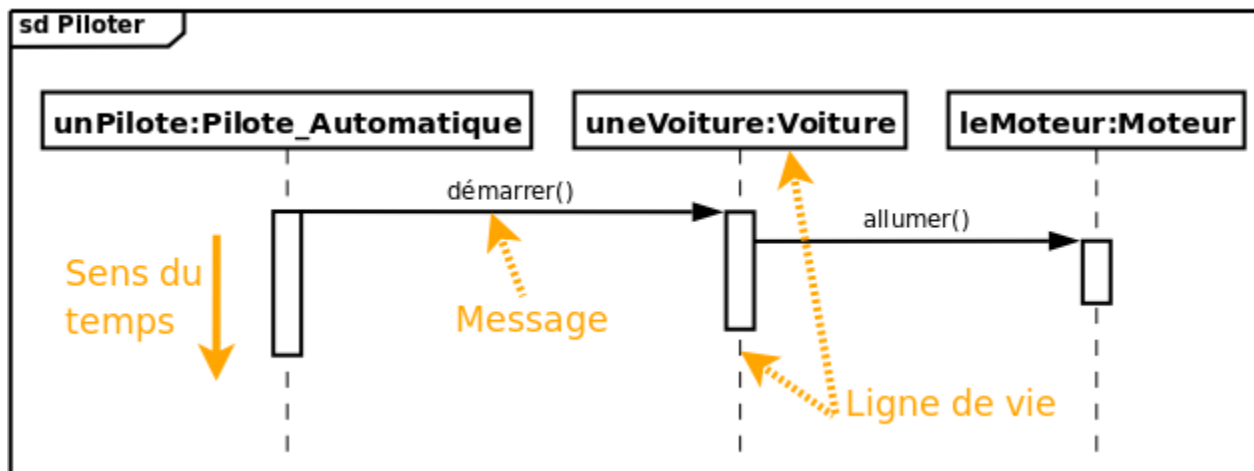 sd Piloter
unPilote:Pilote_Automatique
uneVoiture:Voiture
leMoteur:Moteur
démarrer()
allumer()
Sens du
temps
Message
Ligne de vie